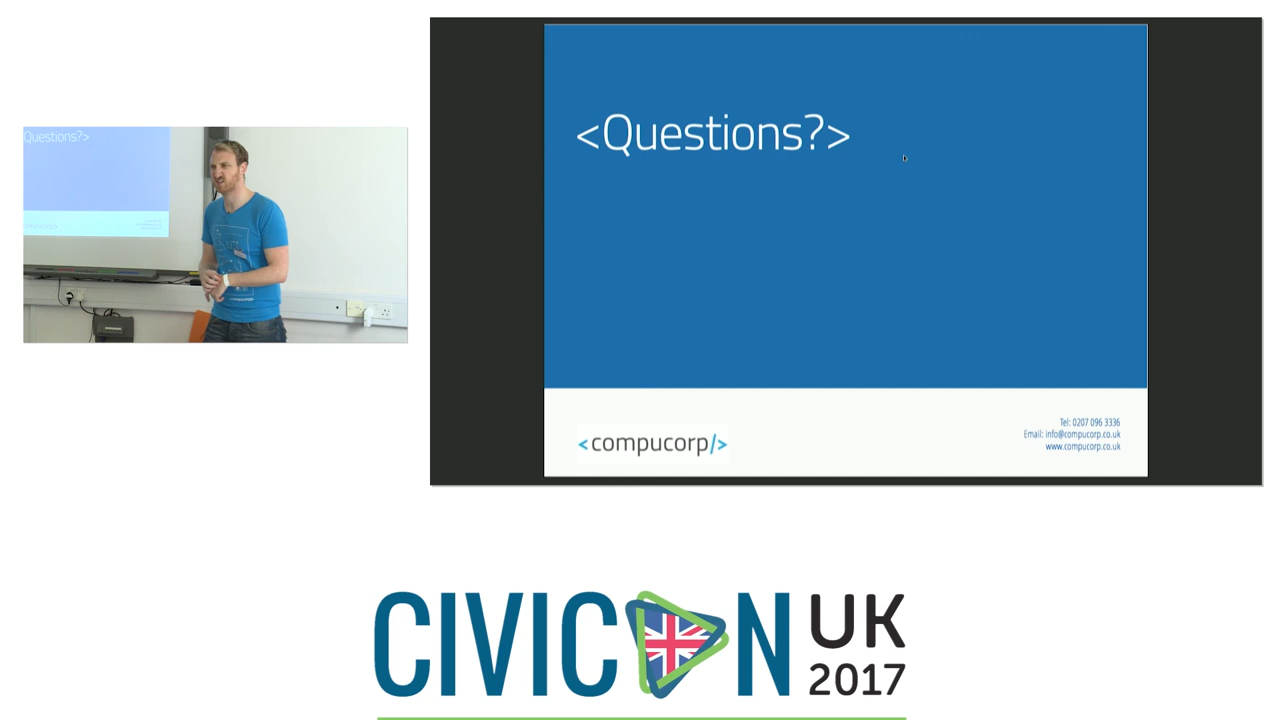 Questions?>
<Questions?>
<compucorp/>
Tel: 0207 096 3336
Email: info@compucorp.co.uk
www.compucorp.co.uk
CIVICON UK
2017